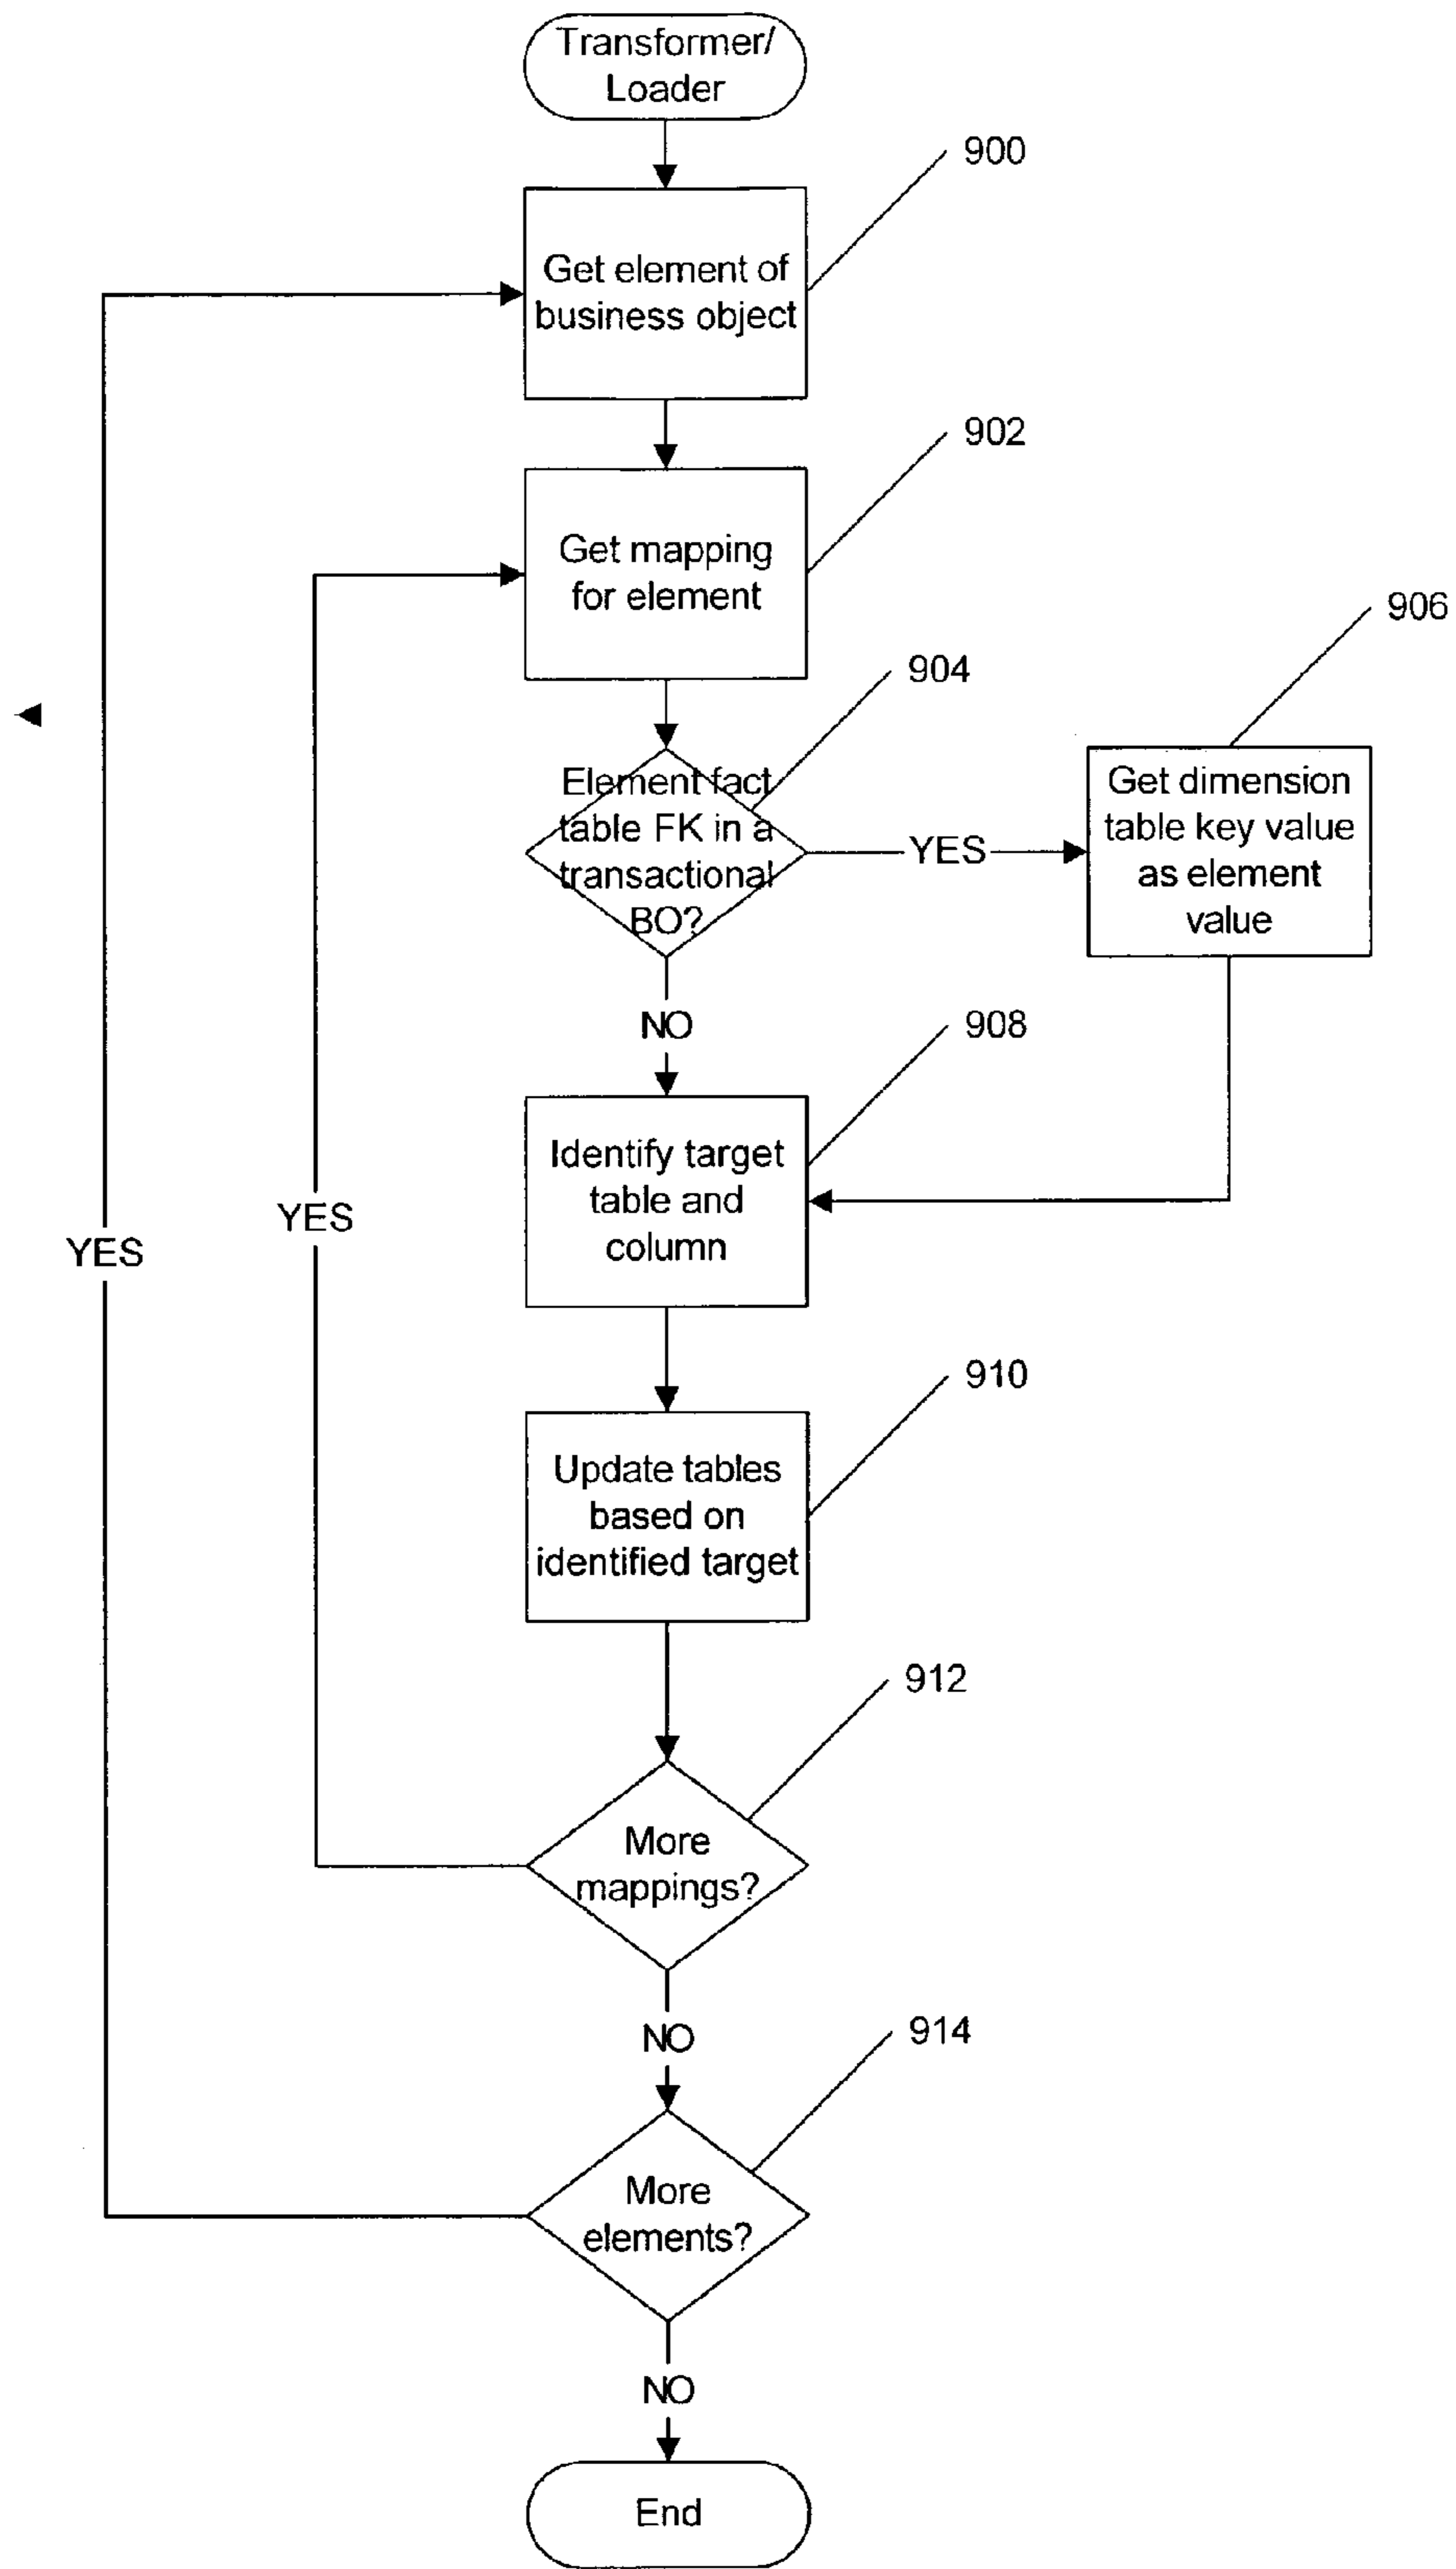 Transformer/
Loader
900
Get element of
business object
902
Get mapping
for element
906
904
Element fact
table FK in a
transactional
BO?
YES
Get dimension
table key value
as element
value
NO
908
Identify target
table and
column
YES
YES
910
Update tables
based on
identified target
912
More
mappings?
NO
914
More
elements?
NO
End